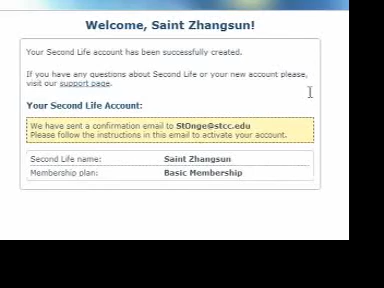 Welcome, Saint Zhangsun!
Your Second Life account has been successfully created.
If you have any questions about Second Life or your new account please,
visit our support page.
Your Second Life Account:
We have sent a confirmation email to StOnge@stcc.edu
Please follow the instructions in this email to activate your account.
Second Life name: Saint Zhangsun
Membership plan: Basic Membership